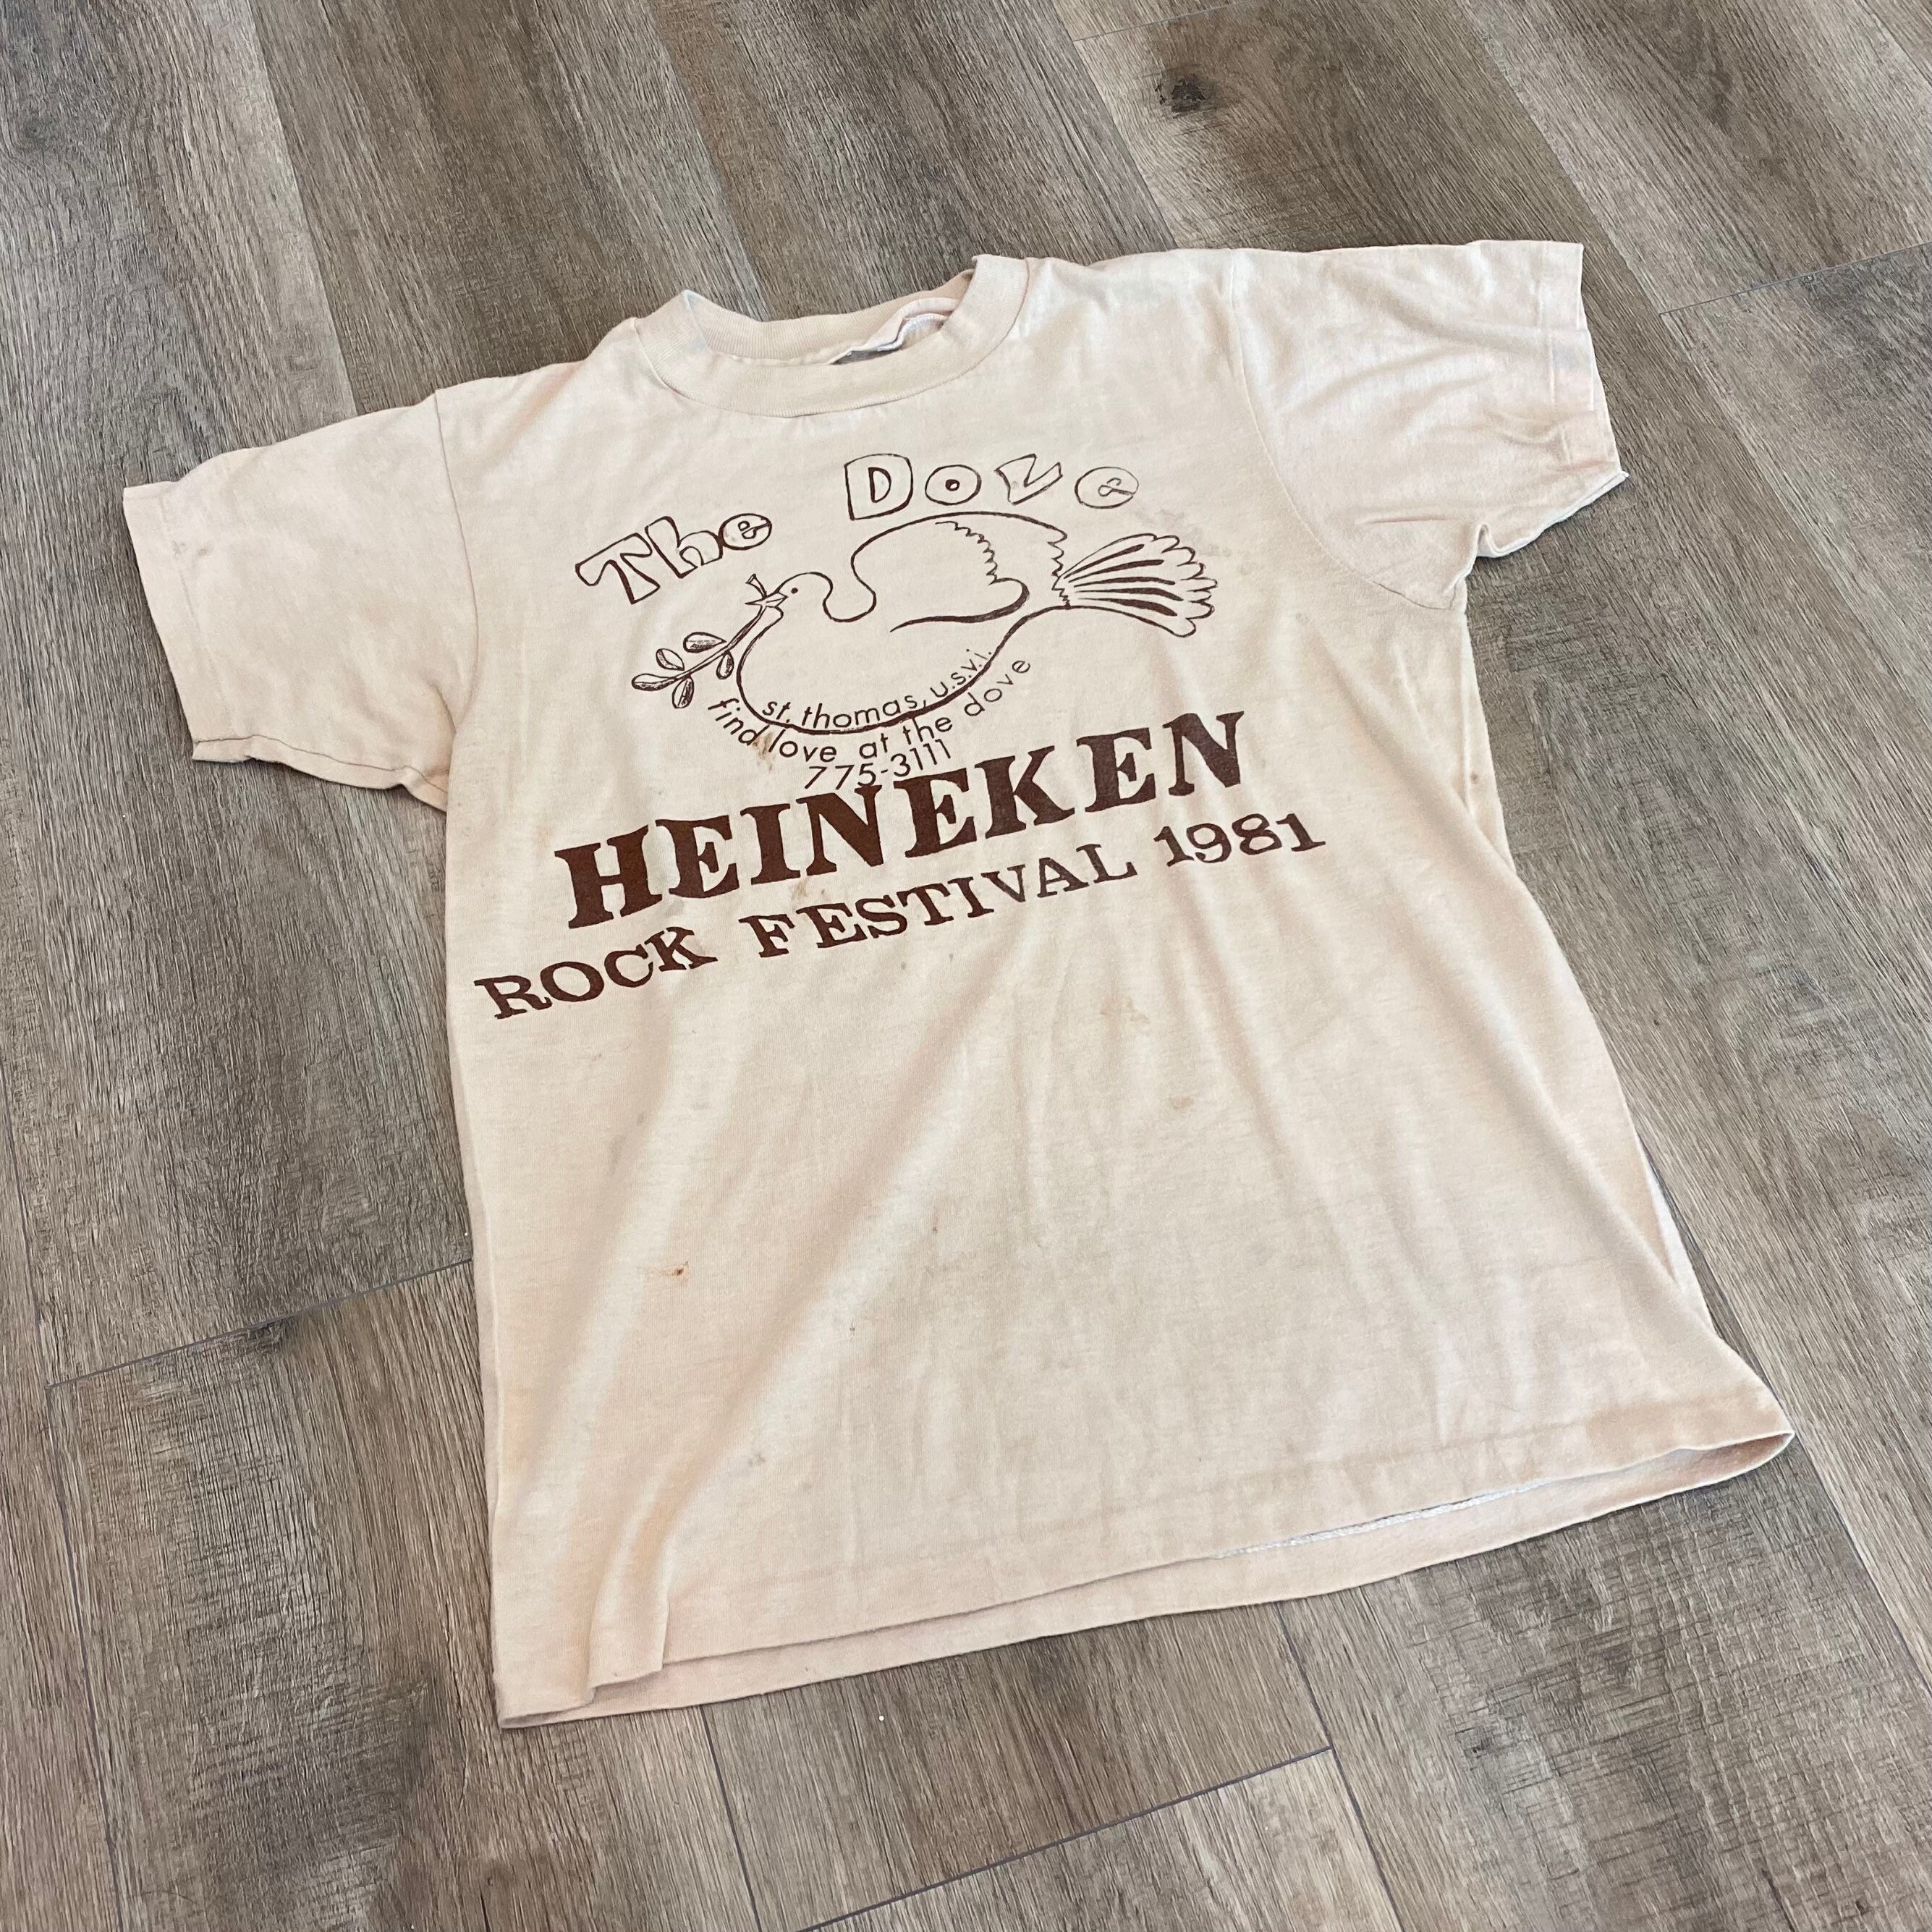 The Dove
st. thomas, u.s.v.i.
find love at the dove
775-3111
HEINEKEN
ROCK FESTIVAL 1981